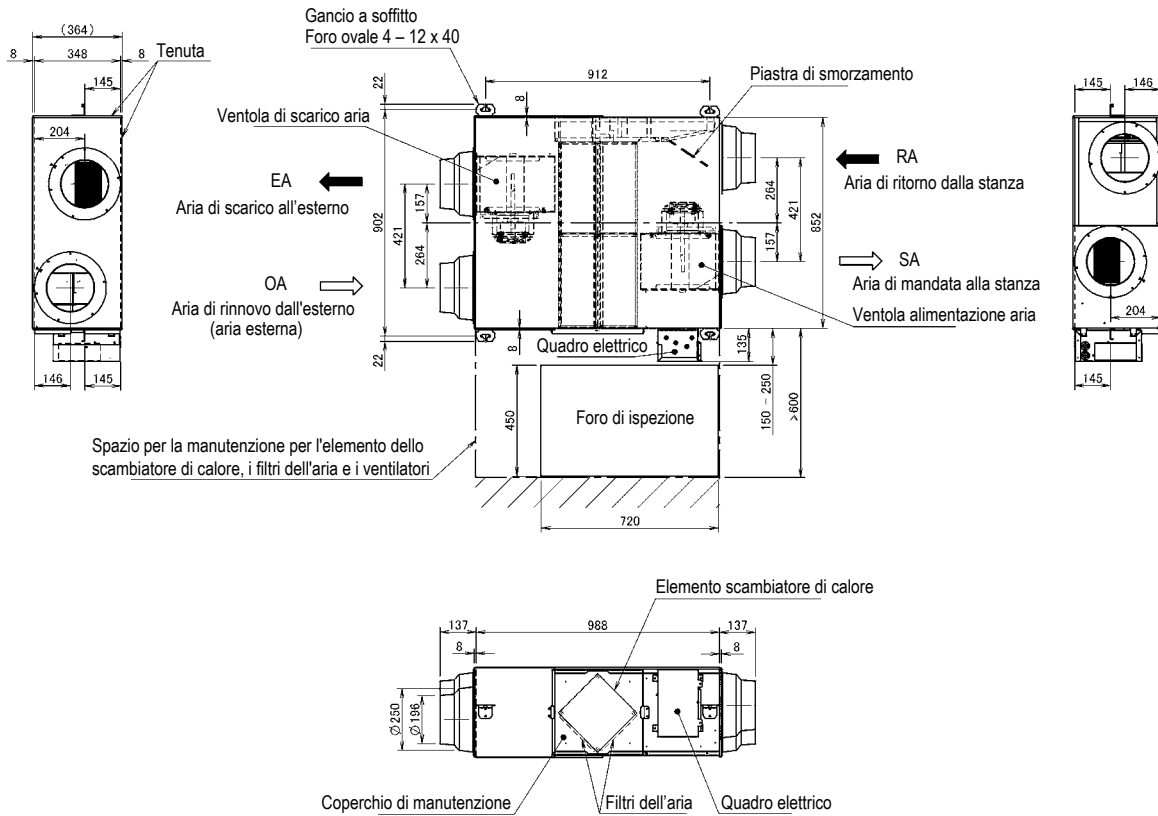 Gancio a soffitto
Foro ovale 4 – 12 x 40
(364)
8
348
8
Tenuta
145
204
146
145
22
912
8
Piastra di smorzamento
Ventola di scarico aria
EA
Aria di scarico all'esterno
OA
Aria di rinnovo dall'esterno
(aria esterna)
902
421
157
264
22
8
RA
Aria di ritorno dalla stanza
264
421
157
852
SA
Aria di mandata alla stanza
Ventola alimentazione aria
145
146
204
145
Quadro elettrico
135
150 – 250
>600
450
Foro di ispezione
720
Spazio per la manutenzione per l'elemento dello
scambiatore di calore, i filtri dell'aria e i ventilatori
Elemento scambiatore di calore
137
988
137
8
8
Ø250
Ø196
Coperchio di manutenzione
Filtri dell'aria
Quadro elettrico